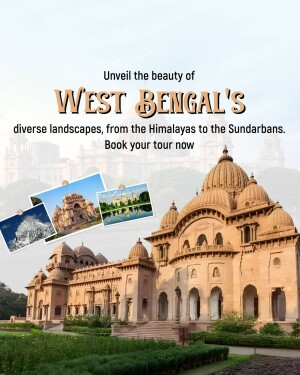 Unveil the beauty of
WEST BENGAL'S
diverse landscapes, from the Himalayas to the Sundarbans.
Book your tour now